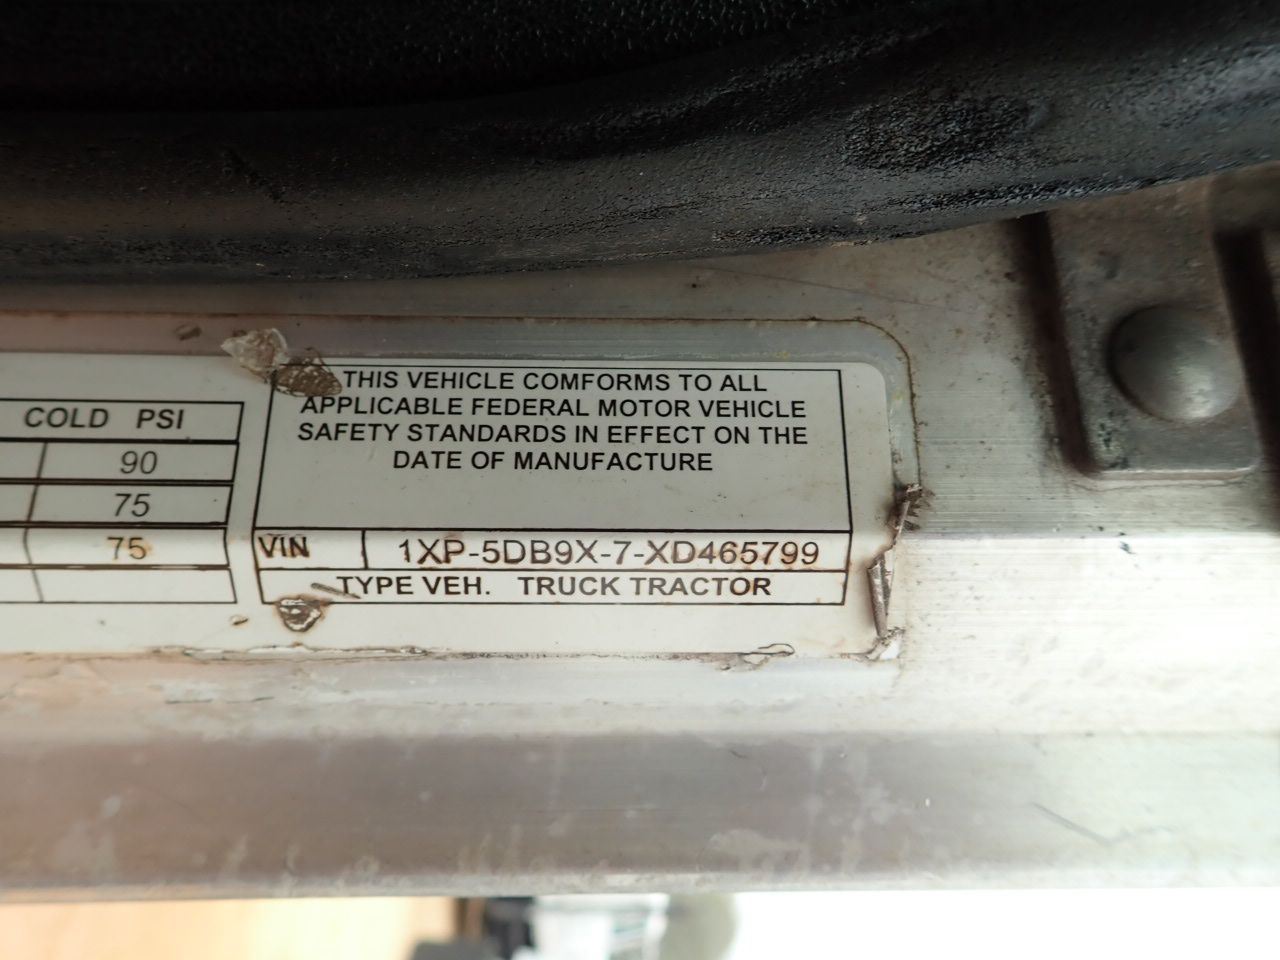 COLD PSI
90
75
75
THIS VEHICLE COMFORMS TO ALL
APPLICABLE FEDERAL MOTOR VEHICLE
SAFETY STANDARDS IN EFFECT ON THE
DATE OF MANUFACTURE
VIN 1XP-5DB9X-7-XD465799
TYPE VEH. TRUCK TRACTOR